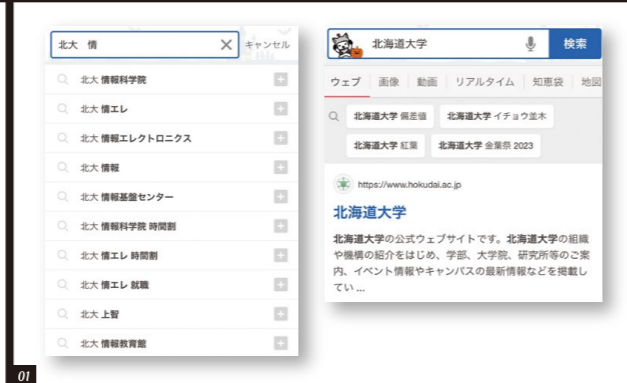 北大 情
キャンセル
北大 情報科学院
北大 情エレ
北大 情報エレクトロニクス
北大 情報
北大 情報基盤センター
北大 情報科学院 時間割
北大 情エレ 時間割
北大 情エレ 就職
北大 上智
北大 情報教育館
北海道大学
検索
ウェブ 画像 動画 リアルタイム 知恵袋 地図
北海道大学 偏差値 北海道大学 イチョウ並木
北海道大学 紅葉 北海道大学 金葉祭 2023
https://www.hokudai.ac.jp
北海道大学
北海道大学の公式ウェブサイトです。北海道大学の組織
や機構の紹介をはじめ、学部、大学院、研究所等のご案
内、イベント情報やキャンパスの最新情報などを掲載し
てい ...
01